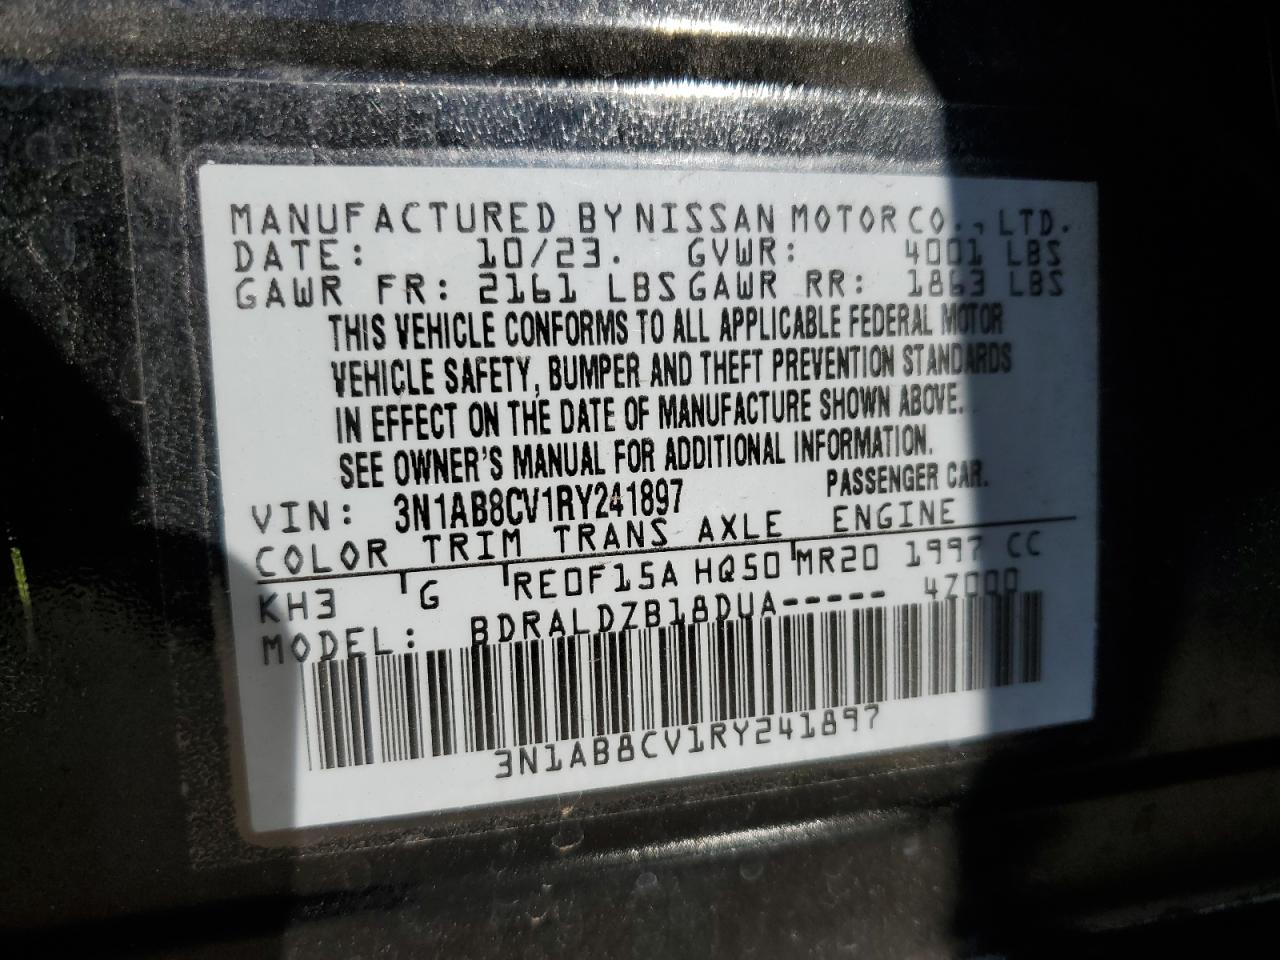 MANUFACTURED BY NISSAN MOTOR CO., LTD.
DATE: 10/23. GVWR: 4001 LBS
GAWR FR: 2161 LBS GAWR RR: 1863 LBS
THIS VEHICLE CONFORMS TO ALL APPLICABLE FEDERAL MOTOR
VEHICLE SAFETY, BUMPER AND THEFT PREVENTION STANDARDS
IN EFFECT ON THE DATE OF MANUFACTURE SHOWN ABOVE.
SEE OWNER'S MANUAL FOR ADDITIONAL INFORMATION.
VIN: 3N1AB8CV1RY241897 PASSENGER CAR.
COLOR TRIM TRANS AXLE ENGINE
KH3 G RE0F15A HQ50 MR20 1997 CC
MODEL: BDRALDZB18DUA----- 4Z000
3N1AB8CV1RY241897